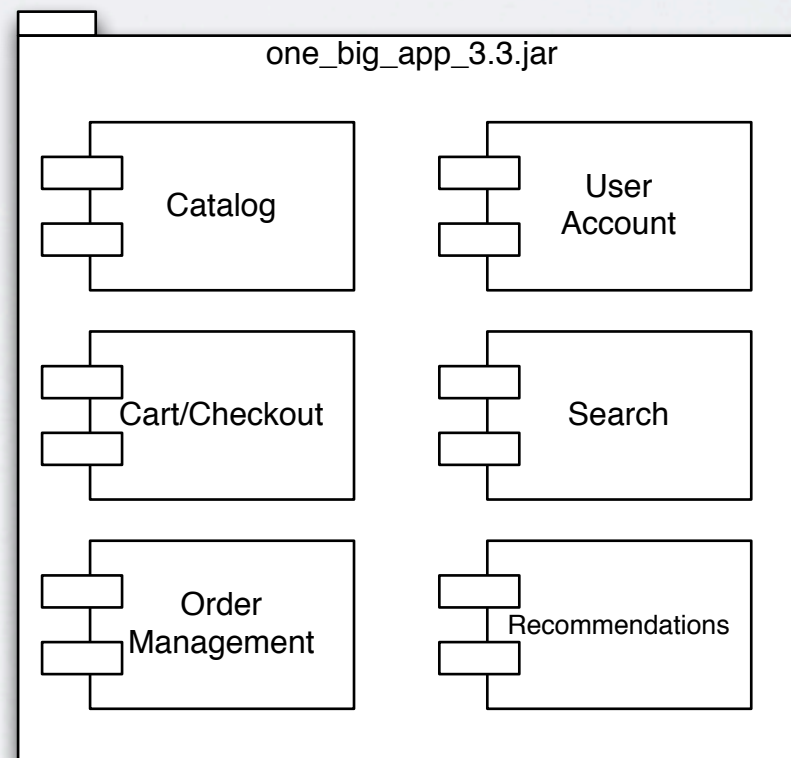 one_big_app_3.3.jar
Catalog
User
Account
Cart/Checkout
Search
Order
Management
Recommendations